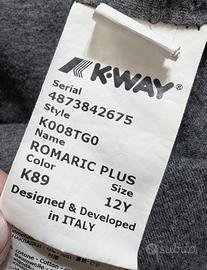 K-WAY®
Serial
4873842675
Style
K008TG0
Name
ROMARIC PLUS
Color Size
K89 12Y
Designed & Developed
in ITALY
subito